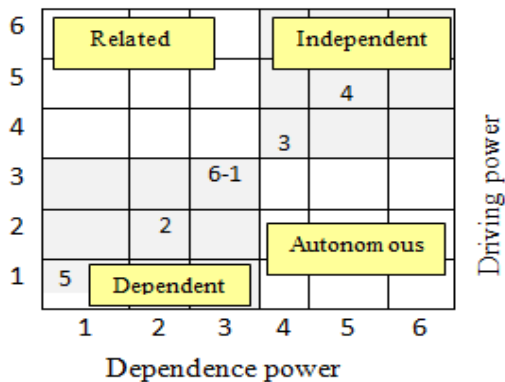 6 Related Independent
5 4
4 3
3 6-1
2 2
Autonom ous
1 5 Dependent
1 2 3 4 5 6
Dependence power
Driving power